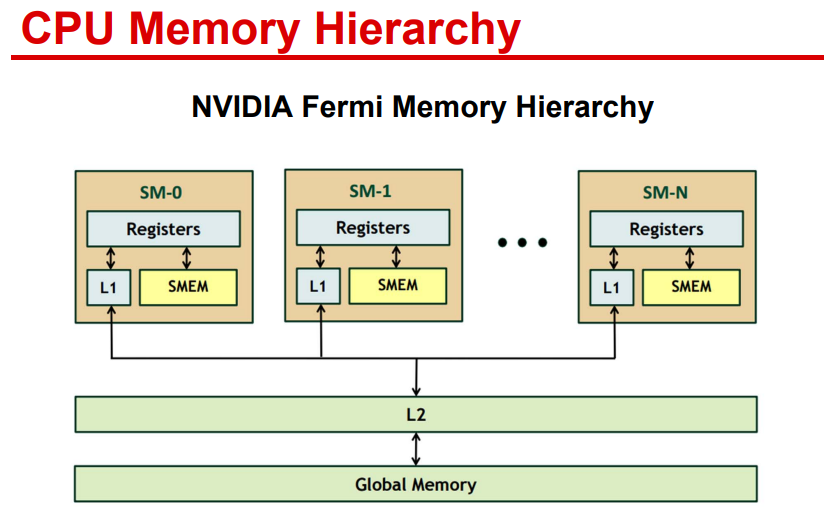 CPU Memory Hierarchy
NVIDIA Fermi Memory Hierarchy
SM-0
Registers
L1
SMEM
SM-1
Registers
L1
SMEM
SM-N
Registers
L1
SMEM
L2
Global Memory